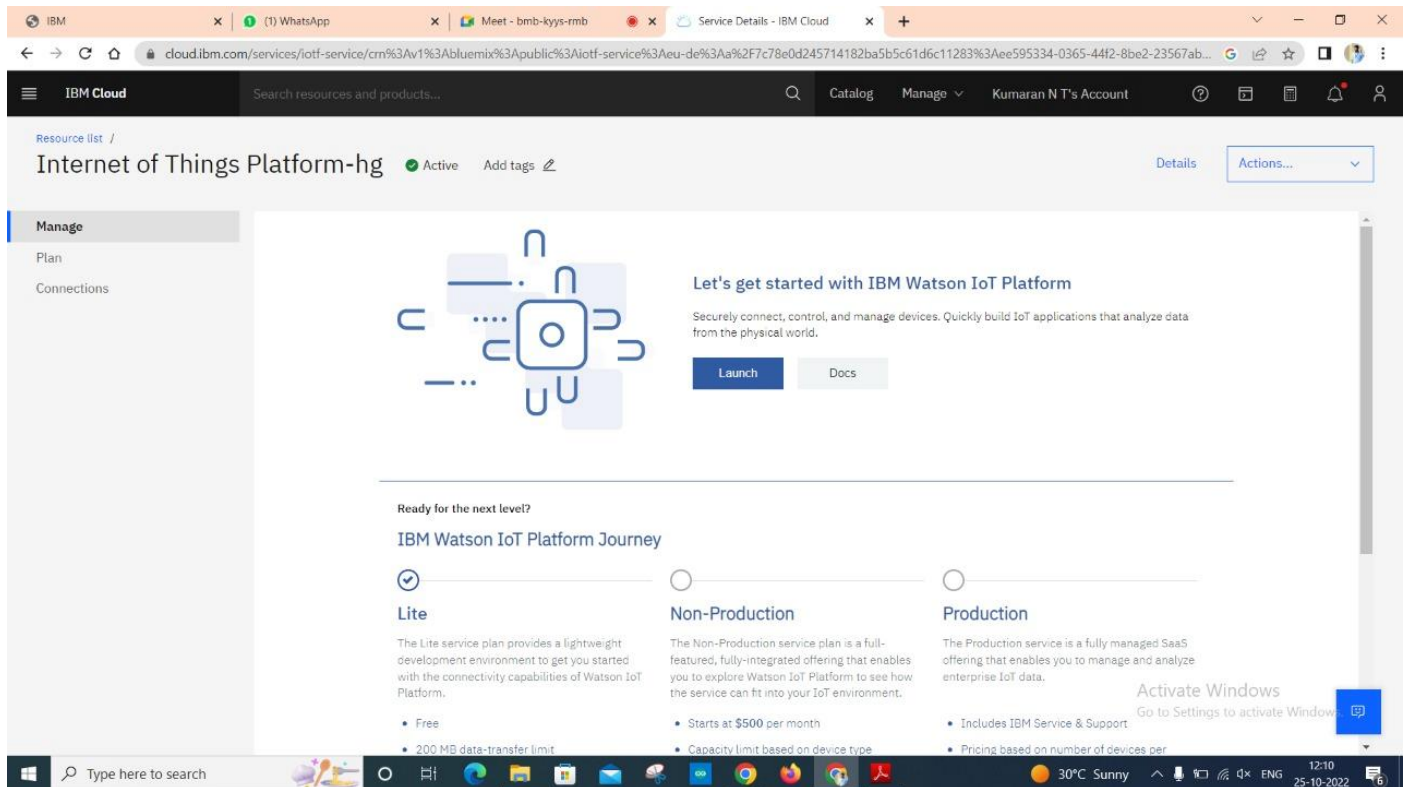 IBM
(1) WhatsApp
Meet - bmb-kyys-rmb
Service Details - IBM Cloud
cloud.ibm.com/services/iotf-service/crn%3Av1%3Abluemix%3Apublic%3Aiotf-service%3Aeu-de%3Aa%2F7c78e0d245714182ba5b5c61d6c11283%3Aee595334-0365-44f2-8be2-23567ab...
IBM Cloud
Search resources and products...
Catalog
Manage
Kumaran N T's Account
Resource list /
Internet of Things Platform-hg
Active
Add tags
Details
Actions...
Manage
Plan
Connections
Let's get started with IBM Watson IoT Platform
Securely connect, control, and manage devices. Quickly build IoT applications that analyze data
from the physical world.
Launch
Docs
Ready for the next level?
IBM Watson IoT Platform Journey
Lite
The Lite service plan provides a lightweight
development environment to get you started
with the connectivity capabilities of Watson IoT
Platform.
• Free
• 200 MB data-transfer limit
Non-Production
The Non-Production service plan is a full-
featured, fully-integrated offering that enables
you to explore Watson IoT Platform to see how
the service can fit into your IoT environment.
• Starts at $500 per month
• Capacity limit based on device type
Production
The Production service is a fully managed SaaS
offering that enables you to manage and analyze
enterprise IoT data.
• Includes IBM Service & Support
• Pricing based on number of devices per
Activate Windows
Go to Settings to activate Windows.
Type here to search
30°C Sunny
ENG
12:10
25-10-2022
6